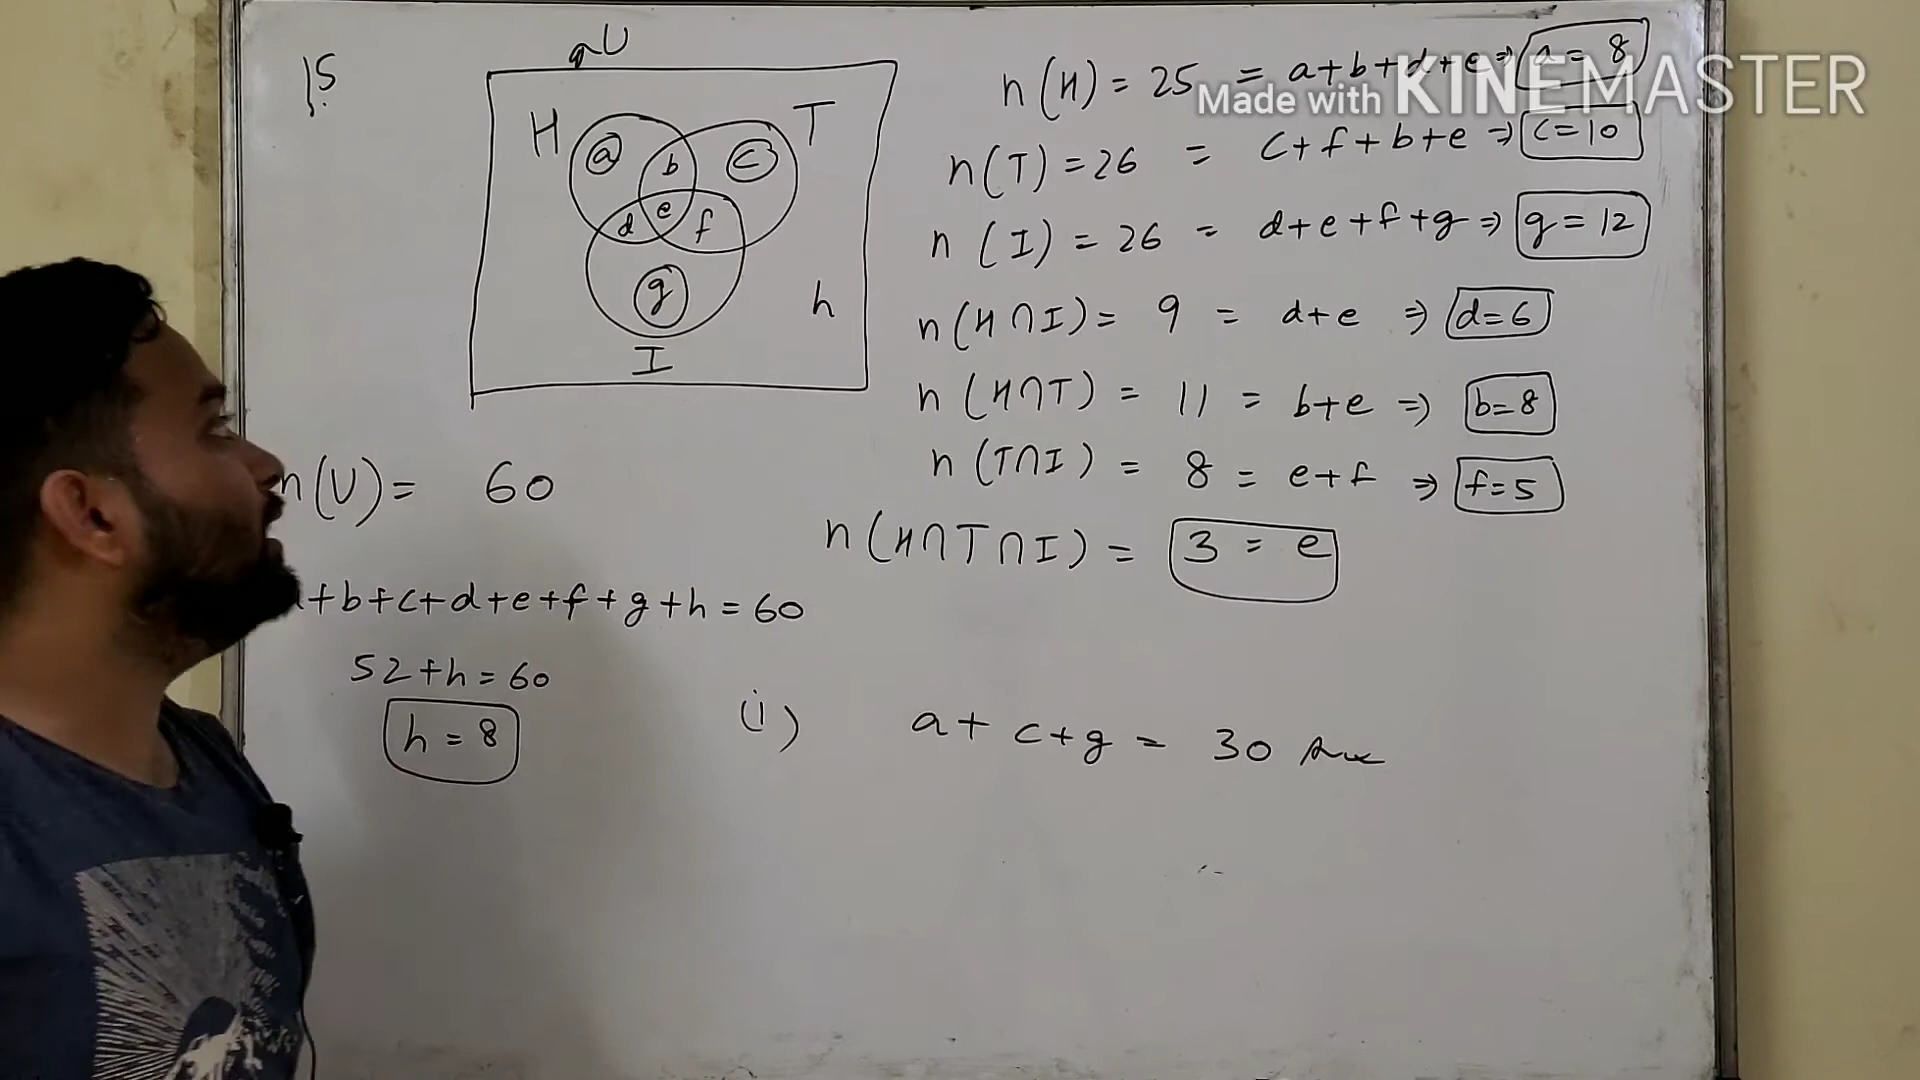 15
U
H
T
a
b
c
d
e
f
g
h
I
n(H) = 25 = a+b+d+e ⇒ a = 8
Made with KINEMASTER
n(T) = 26 = c+f+b+e ⇒ c=10
n(I) = 26 = d+e+f+g ⇒ g = 12
n(H∩I) = 9 = d+e ⇒ d=6
n(H∩T) = 11 = b+e ⇒ b=8
n(T∩I) = 8 = e+f ⇒ f=5
n(H∩T∩I) = 3 = e
n(U) = 60
+b+c+d+e+f+g+h = 60
52+h = 60
h = 8
(i) a+c+g = 30 Ans